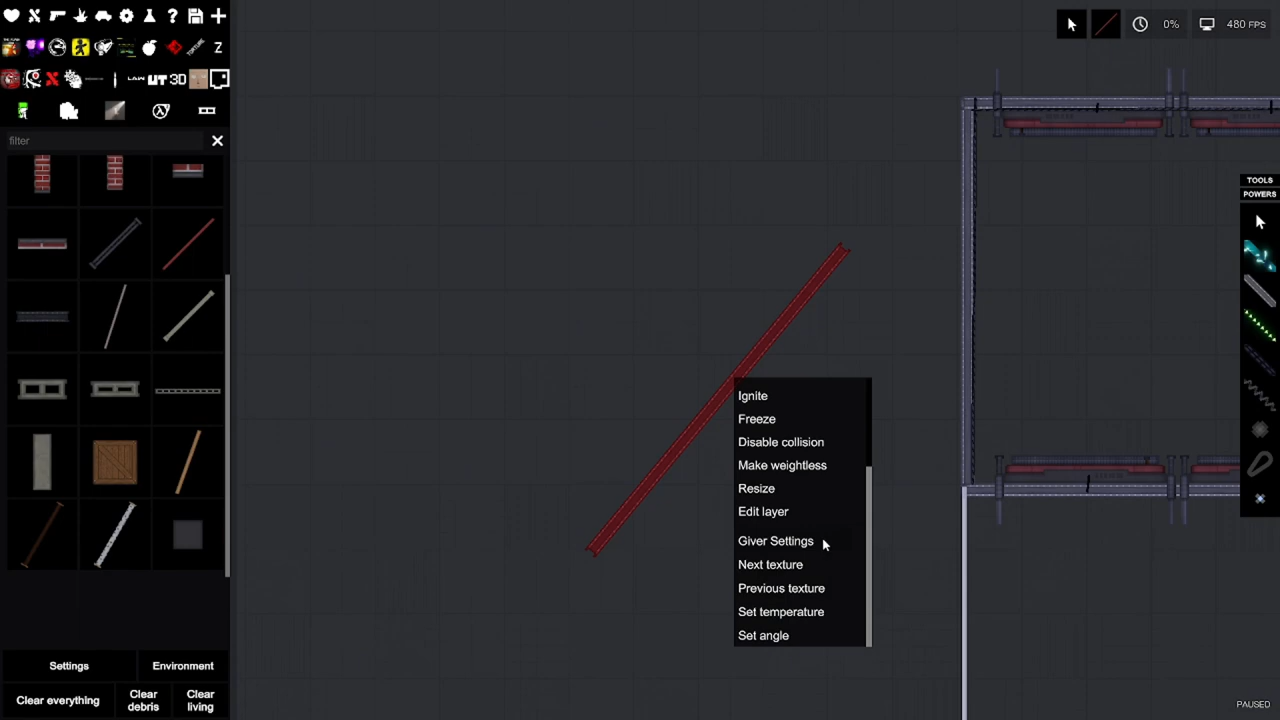 0%
480 FPS
Z
LAW
UT
3D
filter
TOOLS
POWERS
Ignite
Freeze
Disable collision
Make weightless
Resize
Edit layer
Giver Settings
Next texture
Previous texture
Set temperature
Set angle
Settings
Environment
Clear everything
Clear
debris
Clear
living
PAUSED